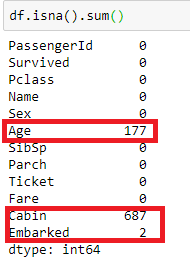 df.isna().sum()
PassengerId 0
Survived 0
Pclass 0
Name 0
Sex 0
Age 177
SibSp 0
Parch 0
Ticket 0
Fare 0
Cabin 687
Embarked 2
dtype: int64